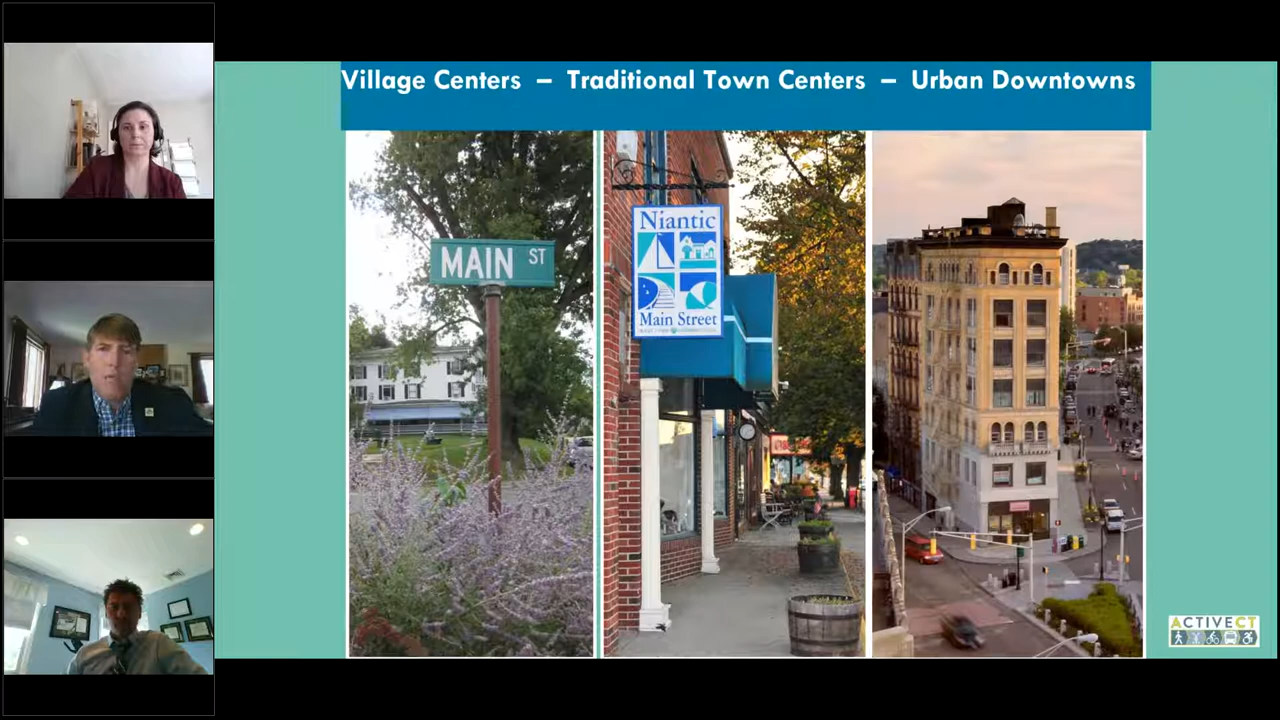 Village Centers – Traditional Town Centers – Urban Downtowns
MAIN ST
Niantic
Main Street
ACTIVECT